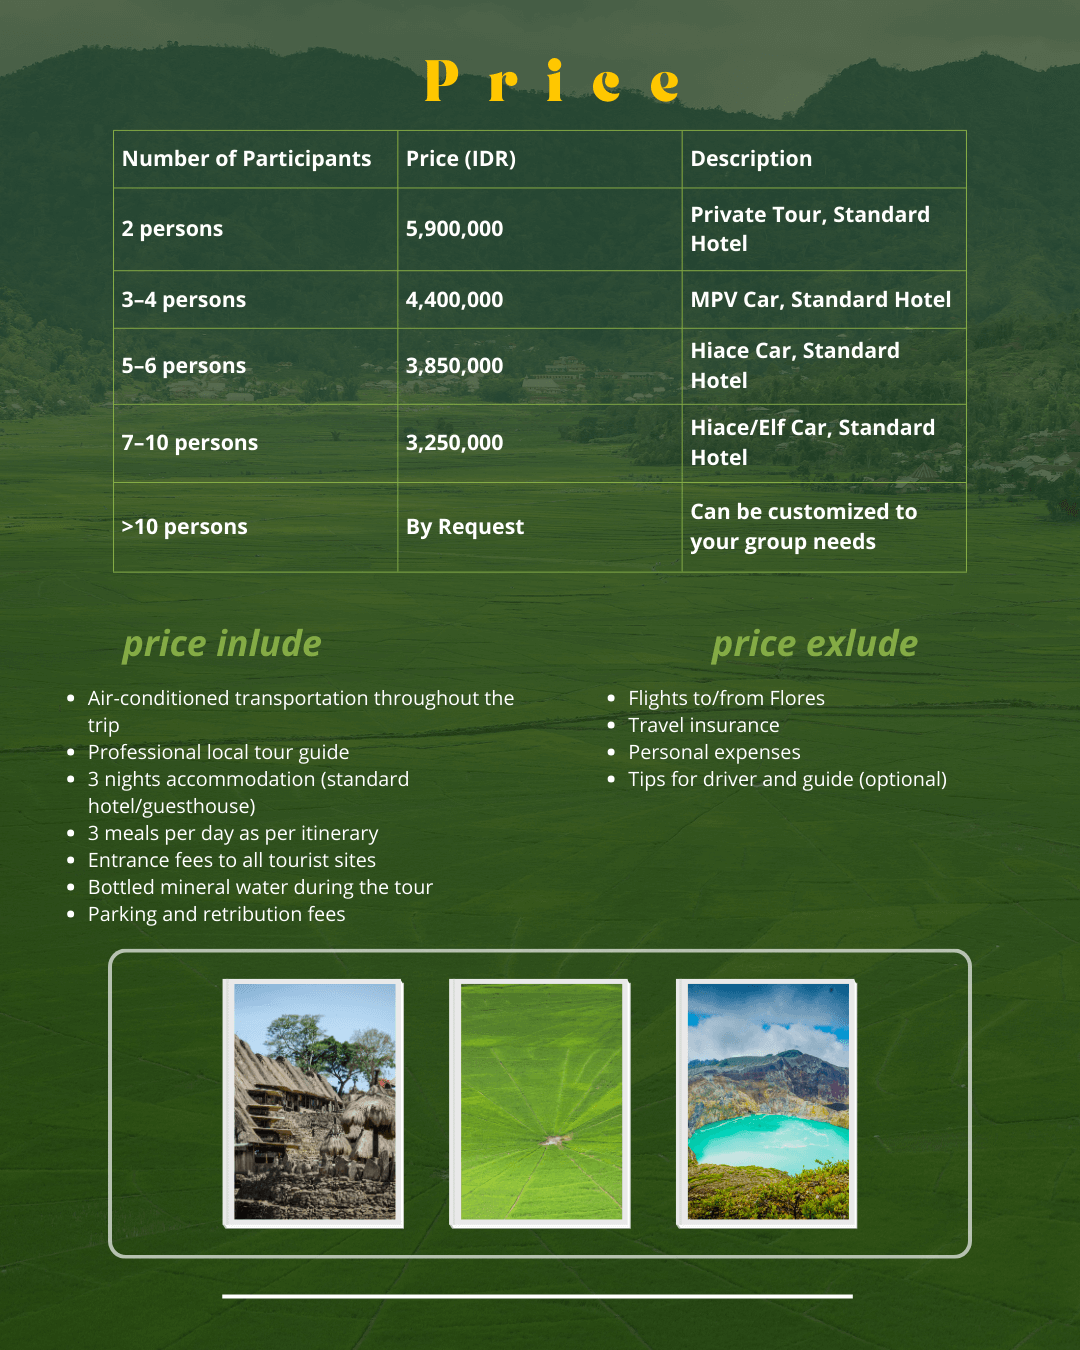 Price
Number of Participants Price (IDR) Description
2 persons 5,900,000 Private Tour, Standard
Hotel
3–4 persons 4,400,000 MPV Car, Standard Hotel
5–6 persons 3,850,000 Hiace Car, Standard
Hotel
7–10 persons 3,250,000 Hiace/Elf Car, Standard
Hotel
>10 persons By Request Can be customized to
your group needs
price inlude
Air-conditioned transportation throughout the
trip
Professional local tour guide
3 nights accommodation (standard
hotel/guesthouse)
3 meals per day as per itinerary
Entrance fees to all tourist sites
Bottled mineral water during the tour
Parking and retribution fees
price exlude
Flights to/from Flores
Travel insurance
Personal expenses
Tips for driver and guide (optional)